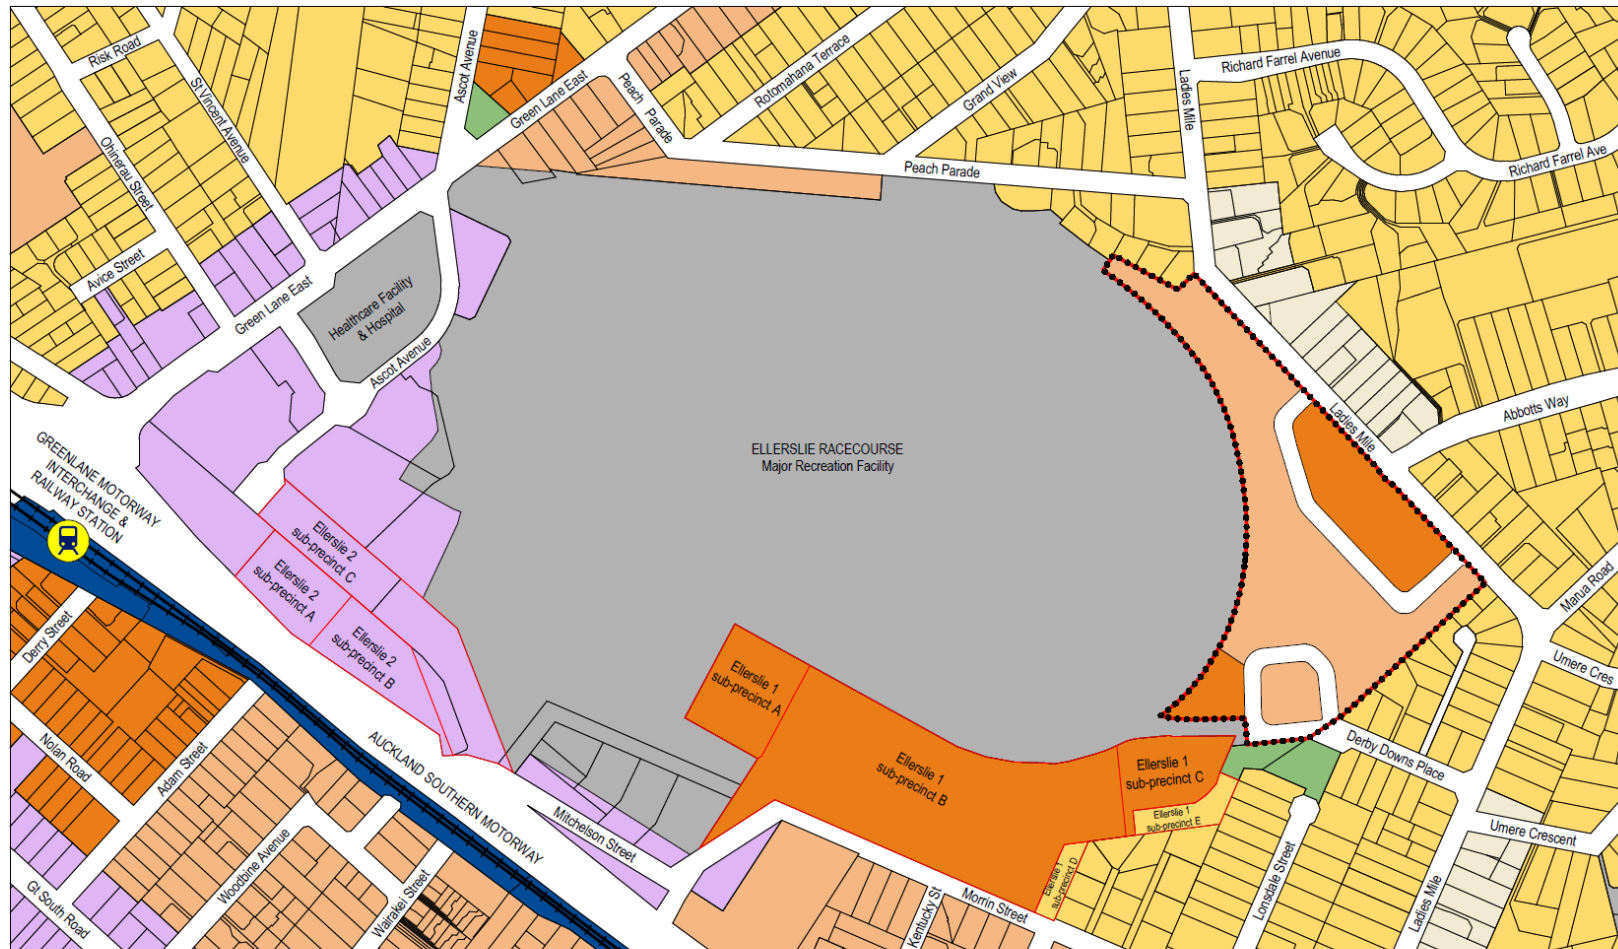 Risk Road
St Vincent Avenue
Ascot Avenue
Green Lane East
Peach
Parade
Rotomahana Terrace
Grand View
Ladies Mile
Richard Farrel Avenue
Richard Farrel Ave
Peach Parade
Ohinerau Street
Avice Street
Green Lane East
Healthcare Facility
& Hospital
Ascot Avenue
Ladies Mile
Abbotts Way
ELLERSLIE RACECOURSE
Major Recreation Facility
GREENLANE MOTORWAY
INTERCHANGE &
RAILWAY STATION
Ellerslie 2
sub-precinct C
Ellerslie 2
sub-precinct A
Ellerslie 2
sub-precinct B
Marua Road
Umere Cres
Derry Street
Ellerslie 1
sub-precinct A
Nolan Road
Adam Street
AUCKLAND SOUTHERN MOTORWAY
Ellerslie 1
sub-precinct B
Ellerslie 1
sub-precinct C
Derby Downs Place
Ellerslie 1
sub-precinct E
Mitchelson Street
Umere Crescent
Ellerslie 1
sub-precinct D
Woodbine Avenue
Wairakei Street
Gt South Road
Kentucky St
Morrin Street
Lonsdale Street
Ladies Mile